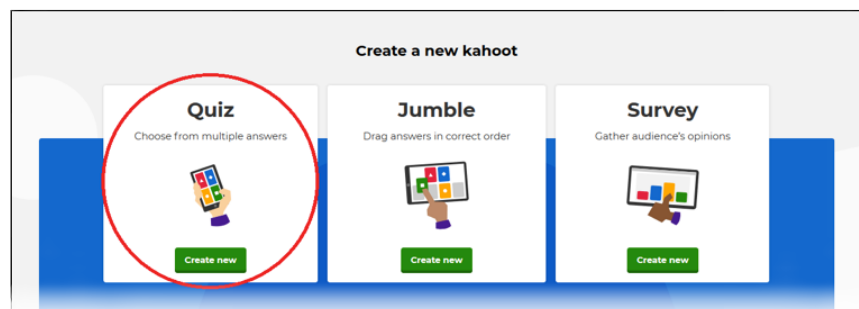 Create a new kahoot
Quiz
Choose from multiple answers
Create new
Jumble
Drag answers in correct order
Create new
Survey
Gather audience's opinions
Create new